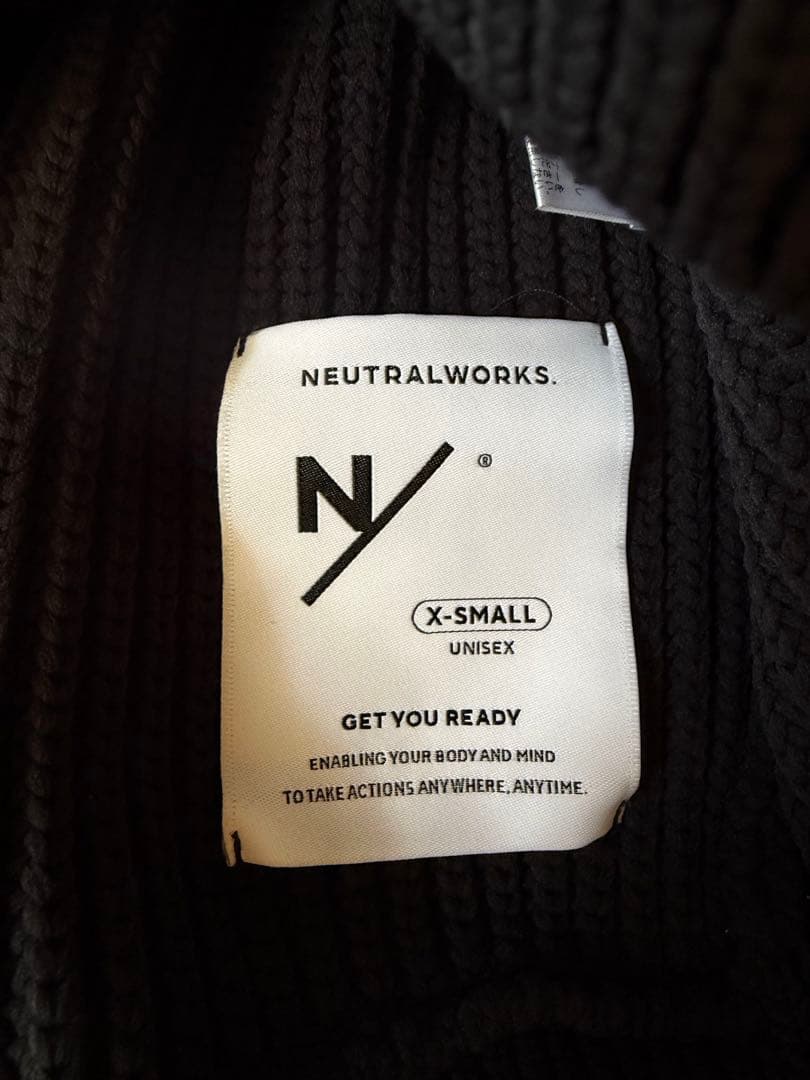 NEUTRALWORKS.
N/ ®
X-SMALL
UNISEX
GET YOU READY
ENABLING YOUR BODY AND MIND
TO TAKE ACTIONS ANYWHERE, ANYTIME.